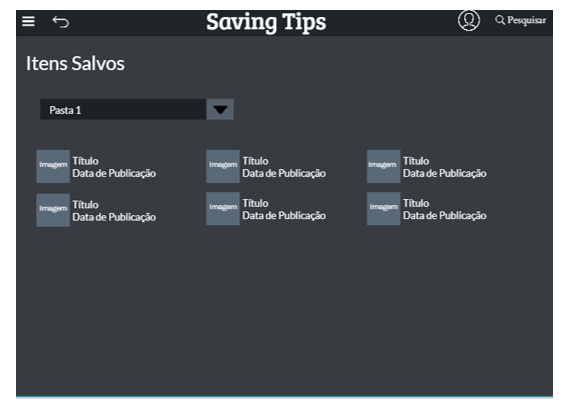 Saving Tips
Pesquisar
Itens Salvos
Pasta 1
Imagem
Título
Data de Publicação
Imagem
Título
Data de Publicação
Imagem
Título
Data de Publicação
Imagem
Título
Data de Publicação
Imagem
Título
Data de Publicação
Imagem
Título
Data de Publicação